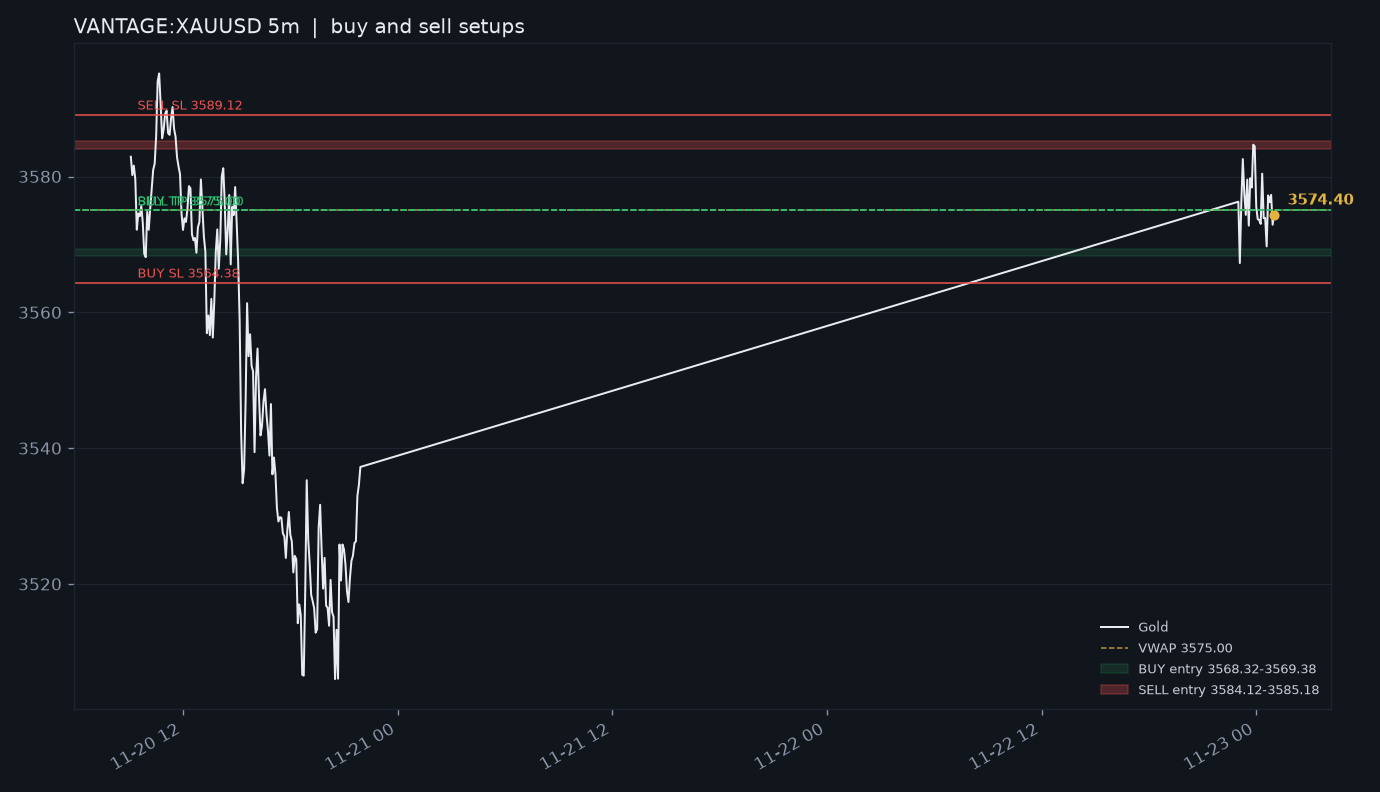 VANTAGE:XAUUSD 5m | buy and sell setups
SELL SL 3589.12
3580
3574.40
BUY SL 3564.38
3560
3540
3520
Gold
VWAP 3575.00
BUY entry 3568.32-3569.38
SELL entry 3584.12-3585.18
11-20 12
11-21 00
11-21 12
11-22 00
11-22 12
11-23 00